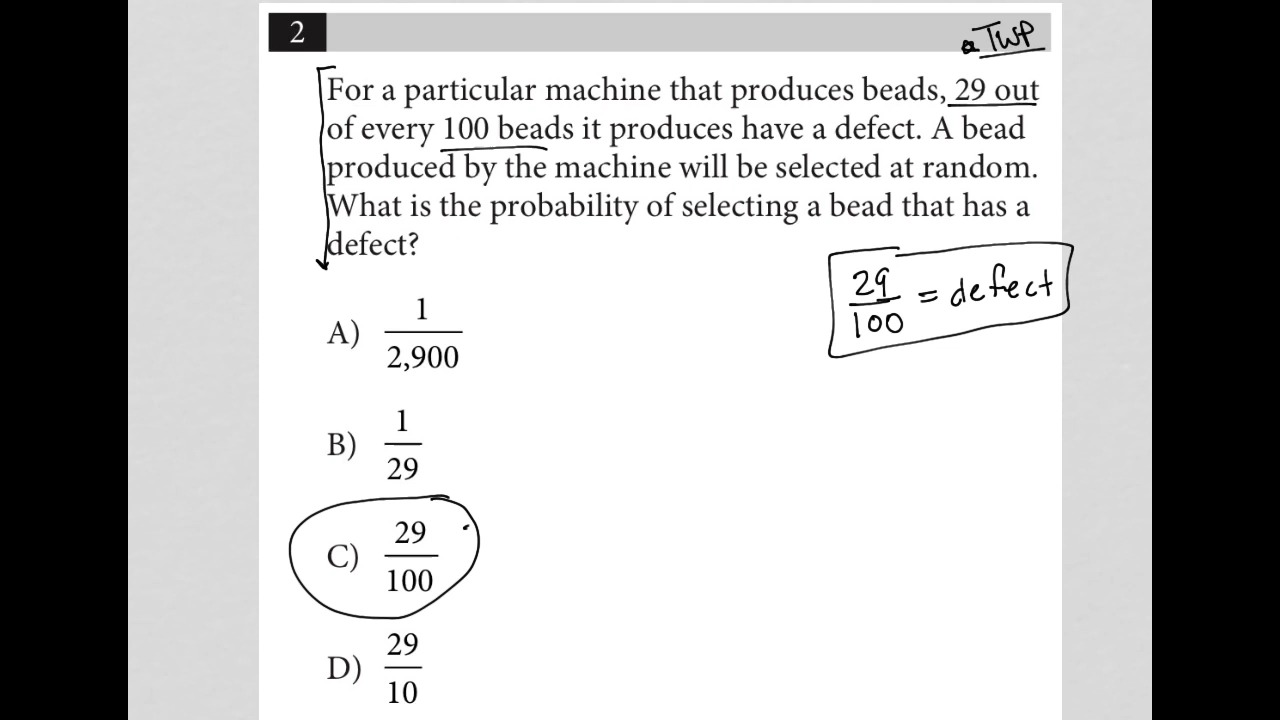 2
TWP
For a particular machine that produces beads, 29 out
of every 100 beads it produces have a defect. A bead
produced by the machine will be selected at random.
What is the probability of selecting a bead that has a
defect?
29/100 = defect
A) 1/2,900
B) 1/29
C) 29/100
D) 29/10